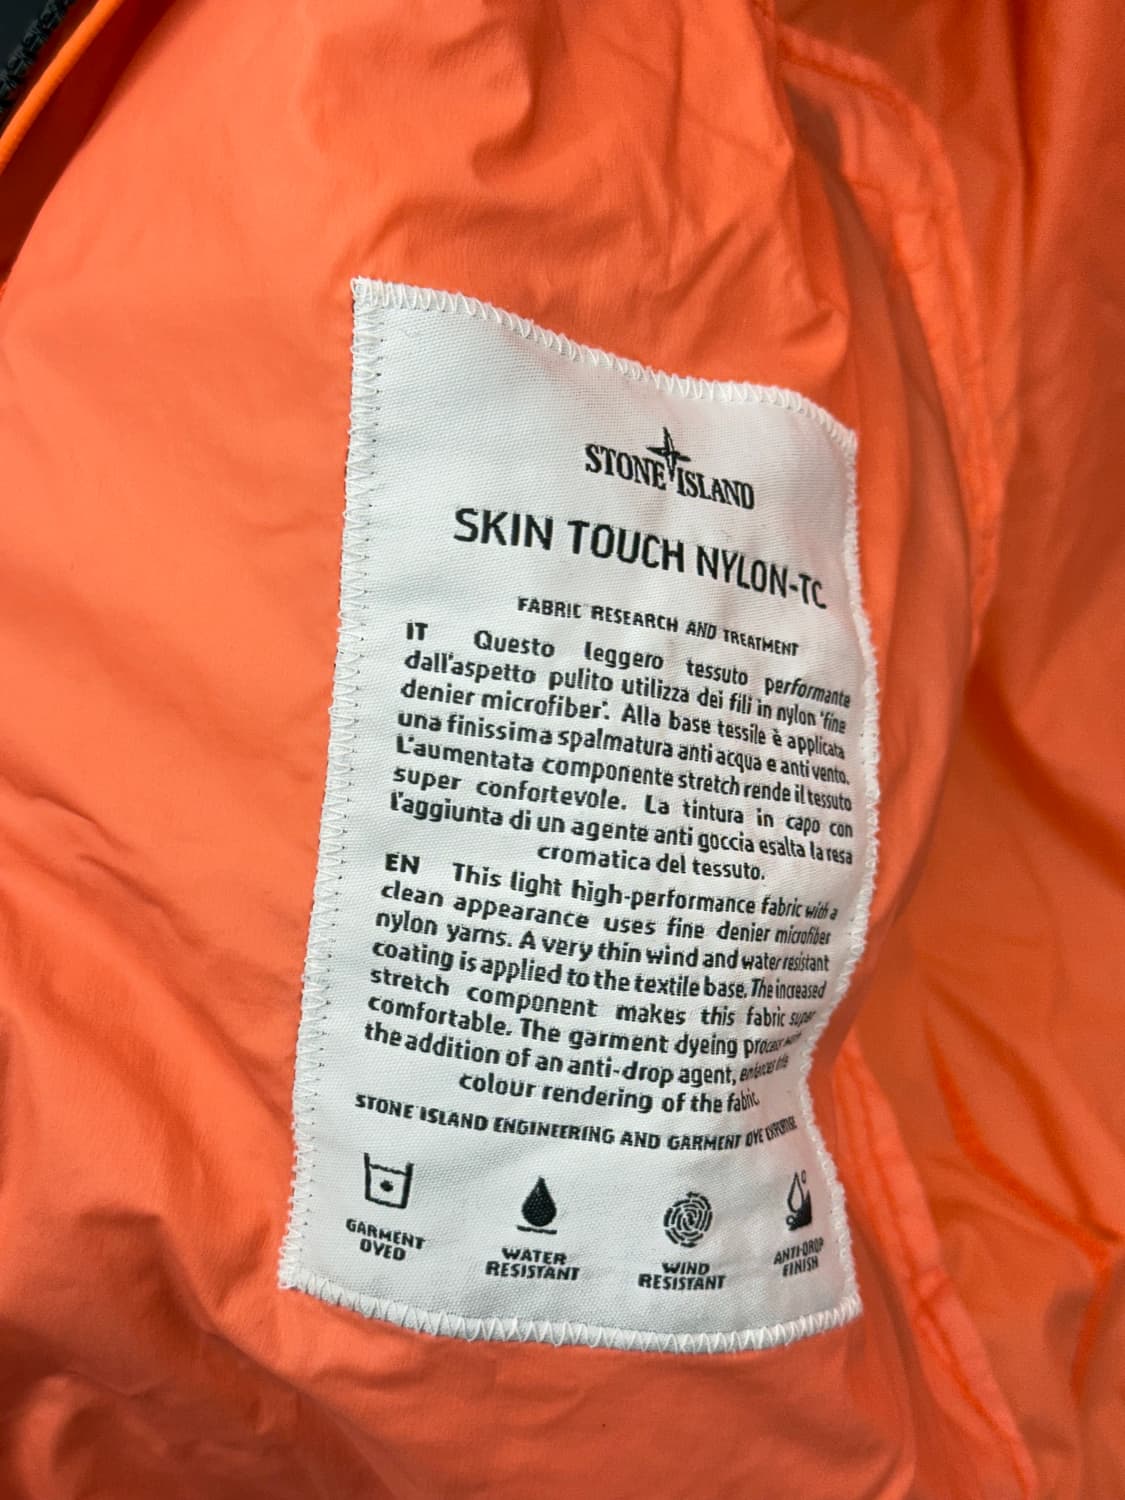 STONE ISLAND
SKIN TOUCH NYLON-TC
FABRIC RESEARCH AND TREATMENT
IT Questo leggero tessuto performante
dall'aspetto pulito utilizza dei fili in nylon 'fine
denier microfiber'. Alla base tessile è applicata
una finissima spalmatura anti acqua e anti vento.
L'aumentata componente stretch rende il tessuto
super confortevole. La tintura in capo con
l'aggiunta di un agente anti goccia esalta la resa
cromatica del tessuto.
EN This light high-performance fabric with a
clean appearance uses fine denier microfiber
nylon yarns. A very thin wind and water resistant
coating is applied to the textile base. The increased
stretch component makes this fabric super
comfortable. The garment dyeing process with
the addition of an anti-drop agent, enhances the
colour rendering of the fabric.
STONE ISLAND ENGINEERING AND GARMENT DYE EXPERTISE
GARMENT
DYED
WATER
RESISTANT
WIND
RESISTANT
ANTI-DROP
FINISH